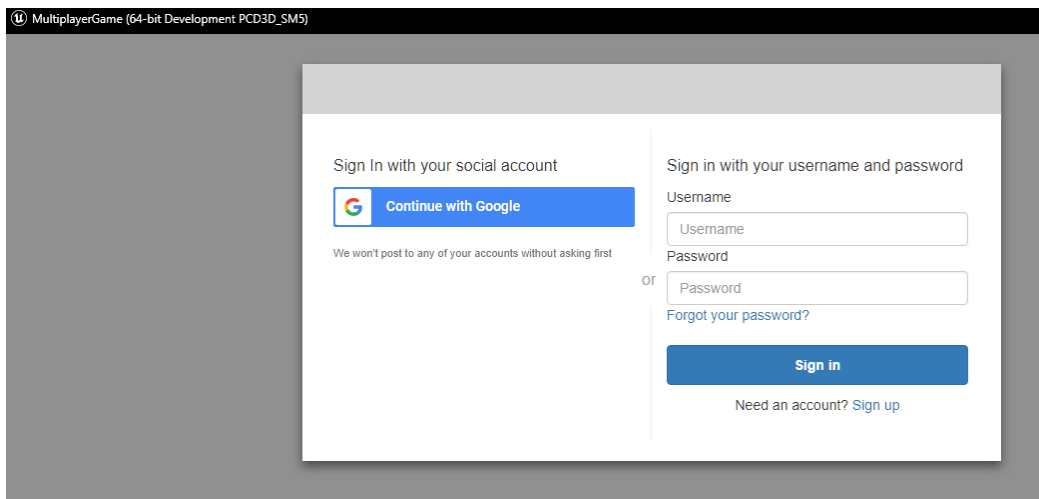 MultiplayerGame (64-bit Development PCD3D_SM5)
Sign In with your social account
Continue with Google
We won't post to any of your accounts without asking first
or
Sign in with your username and password
Username
Username
Password
Password
Forgot your password?
Sign in
Need an account? Sign up